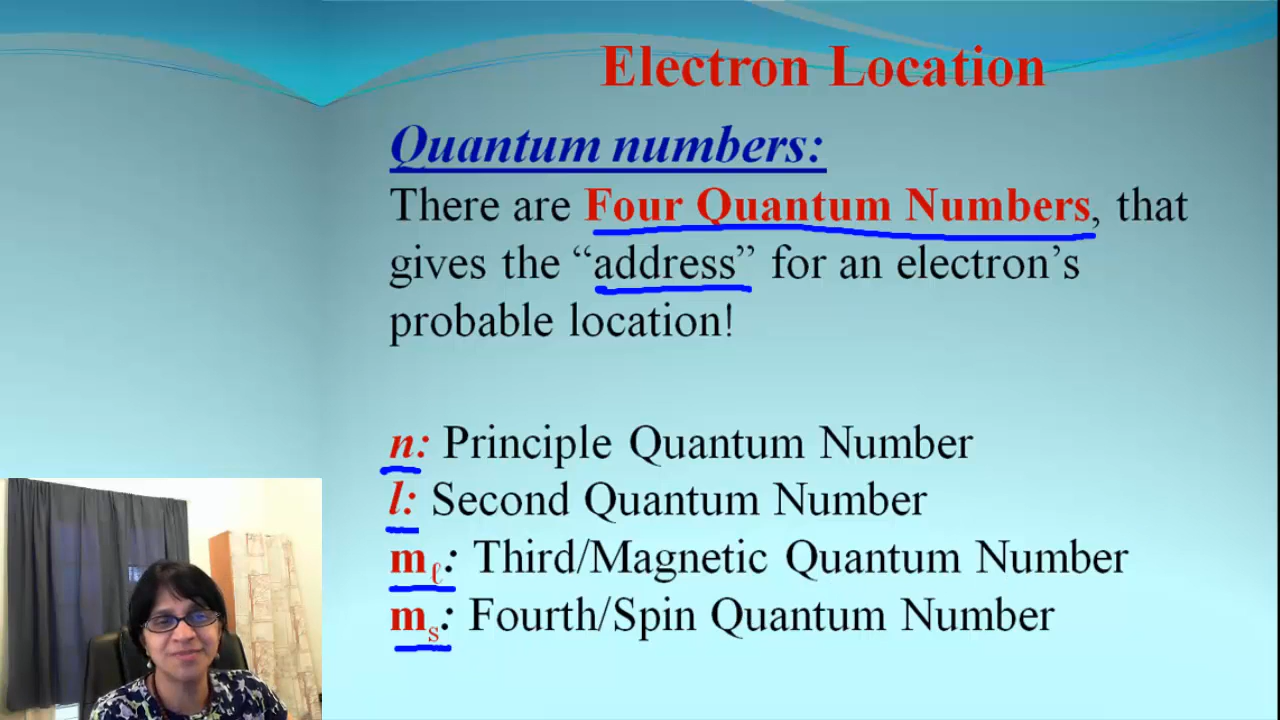 Electron Location
Quantum numbers:
There are Four Quantum Numbers, that
gives the “address” for an electron’s
probable location!
n: Principle Quantum Number
l: Second Quantum Number
mℓ: Third/Magnetic Quantum Number
ms: Fourth/Spin Quantum Number